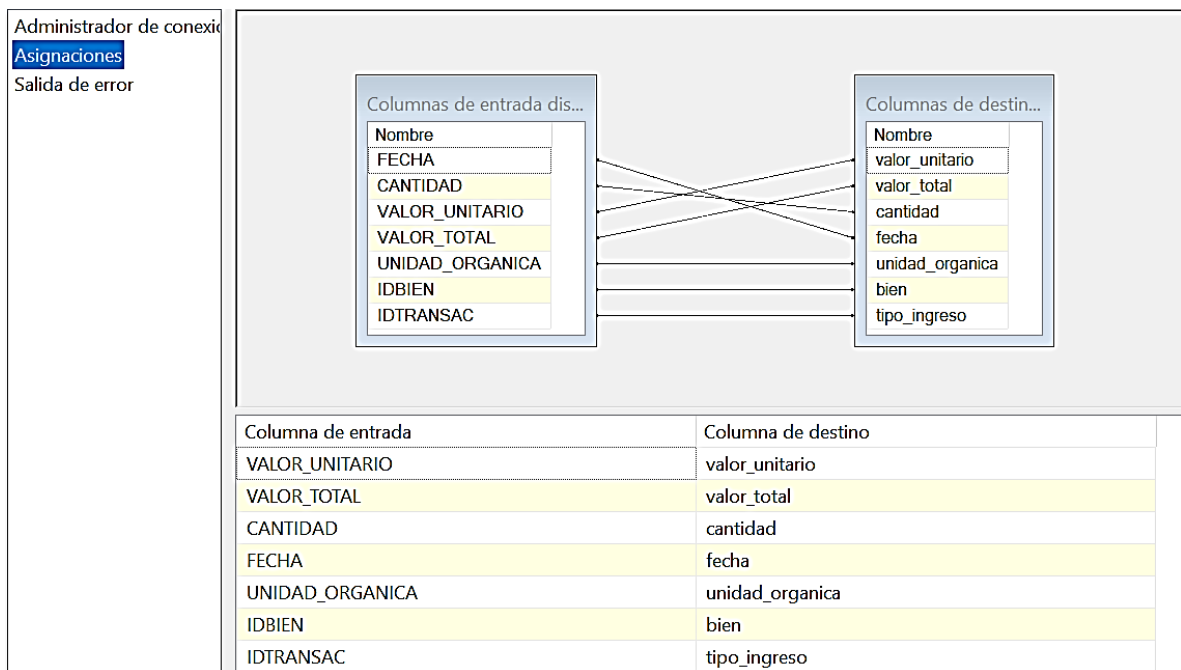 Administrador de conexio
Asignaciones
Salida de error
Columnas de entrada dis...
Nombre
FECHA
CANTIDAD
VALOR_UNITARIO
VALOR_TOTAL
UNIDAD_ORGANICA
IDBIEN
IDTRANSAC
Columnas de destin...
Nombre
valor_unitario
valor_total
cantidad
fecha
unidad_organica
bien
tipo_ingreso
Columna de entrada Columna de destino
VALOR_UNITARIO valor_unitario
VALOR_TOTAL valor_total
CANTIDAD cantidad
FECHA fecha
UNIDAD_ORGANICA unidad_organica
IDBIEN bien
IDTRANSAC tipo_ingreso